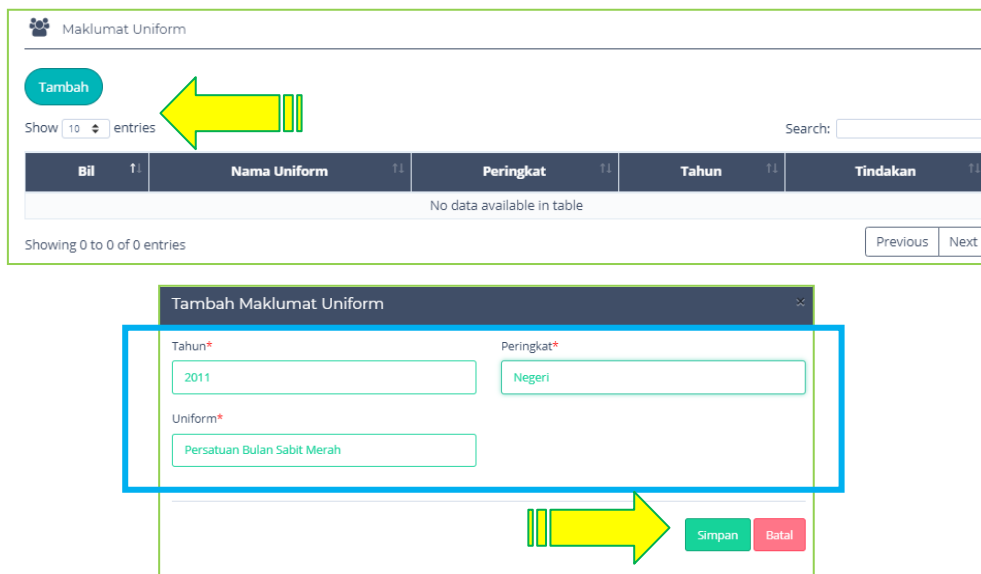 Maklumat Uniform
Tambah
Show 10 entries
Search:
Bil Nama Uniform Peringkat Tahun Tindakan
No data available in table
Showing 0 to 0 of 0 entries
Previous Next
Tambah Maklumat Uniform ×
Tahun* Peringkat*
2011 Negeri
Uniform*
Persatuan Bulan Sabit Merah
Simpan Batal